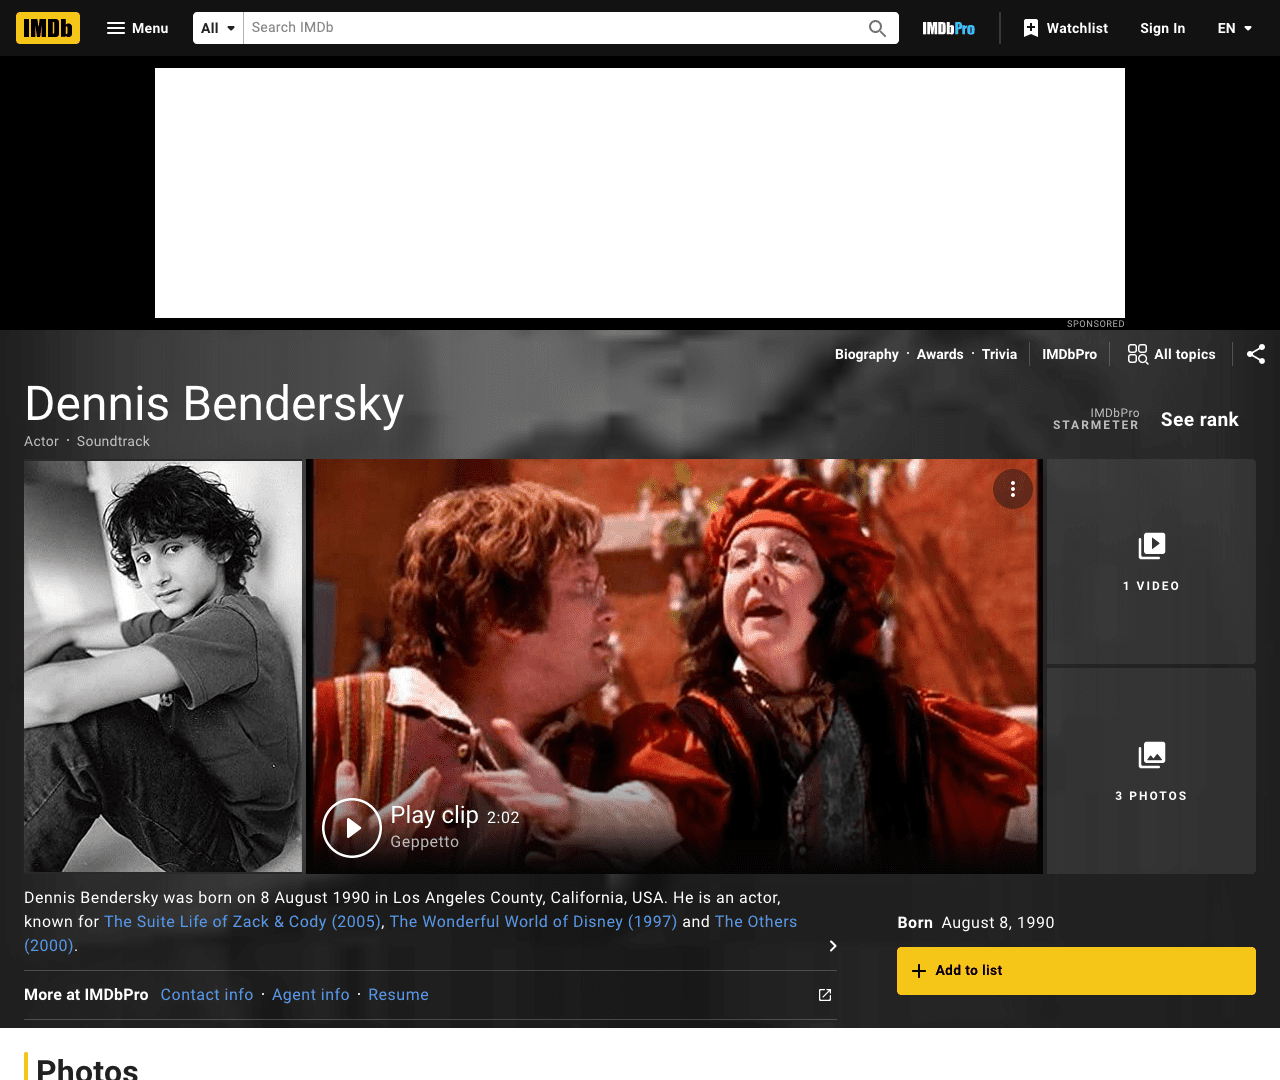 IMDb Menu All Search IMDb IMDbPro Watchlist Sign In EN
SPONSORED
Biography · Awards · Trivia IMDbPro All topics
Dennis Bendersky
Actor · Soundtrack
IMDbPro
STARMETER
See rank
1 VIDEO
3 PHOTOS
Play clip 2:02
Geppetto
Dennis Bendersky was born on 8 August 1990 in Los Angeles County, California, USA. He is an actor,
known for The Suite Life of Zack & Cody (2005), The Wonderful World of Disney (1997) and The Others
(2000).
Born August 8, 1990
Add to list
More at IMDbPro Contact info · Agent info · Resume
Photos